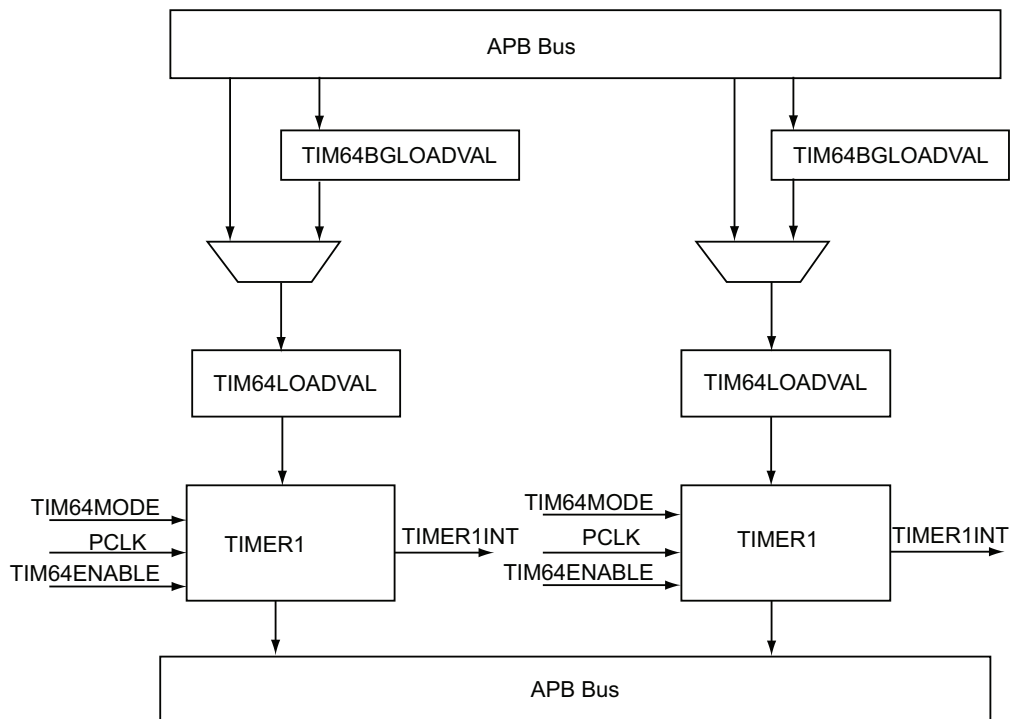 APB Bus
TIM64BGLOADVAL
TIM64BGLOADVAL
TIM64LOADVAL
TIM64LOADVAL
TIM64MODE
PCLK
TIM64ENABLE
TIMER1
TIMER1INT
TIM64MODE
PCLK
TIM64ENABLE
TIMER1
TIMER1INT
APB Bus